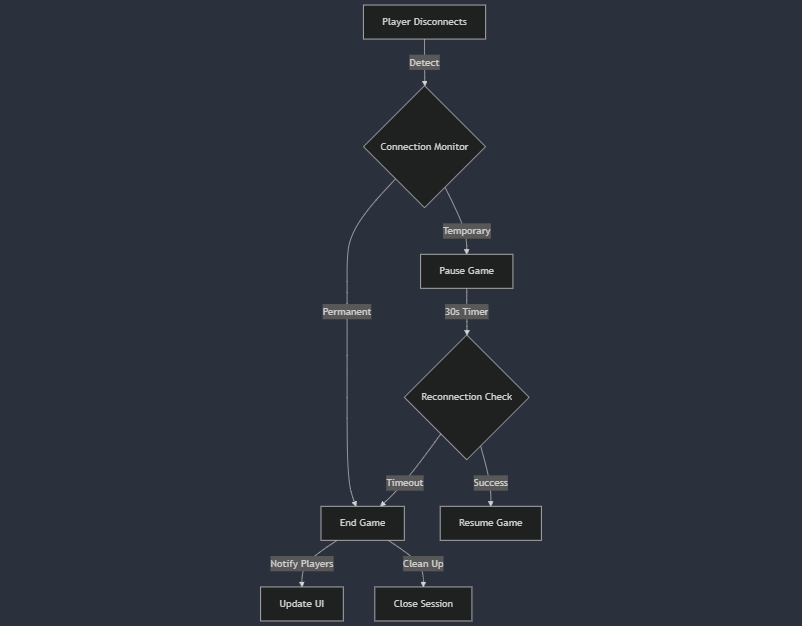 Player Disconnects
Detect
Connection Monitor
Temporary
Pause Game
Permanent
30s Timer
Reconnection Check
Timeout
Success
End Game
Resume Game
Notify Players
Clean Up
Update UI
Close Session